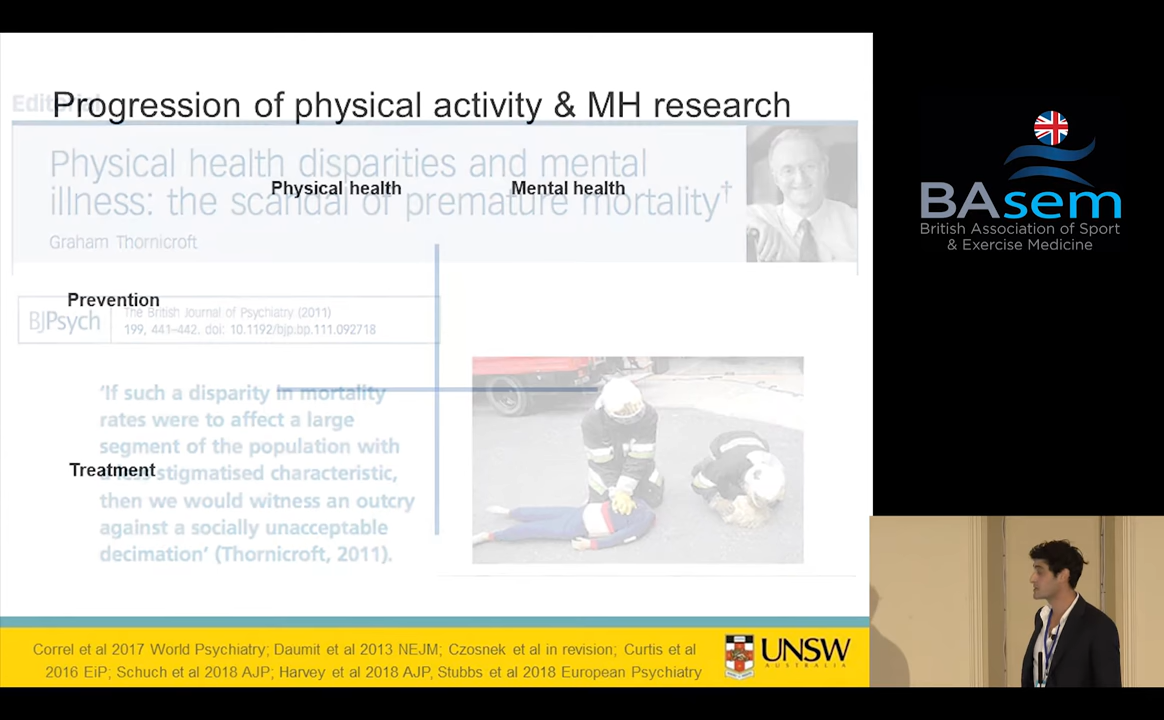 Editorial
Progression of physical activity & MH research
Physical health disparities and mental
illness: the scandal of premature mortality†
Physical health
Mental health
Graham Thornicroft
Prevention
BJPsych
The British Journal of Psychiatry (2011)
199, 441–442. doi: 10.1192/bjp.bp.111.092718
‘If such a disparity in mortality
rates were to affect a large
segment of the population with
a less stigmatised characteristic,
then we would witness an outcry
against a socially unacceptable
decimation’ (Thornicroft, 2011).
Treatment
Correl et al 2017 World Psychiatry; Daumit et al 2013 NEJM; Czosnek et al in revision; Curtis et al
2016 EiP; Schuch et al 2018 AJP; Harvey et al 2018 AJP, Stubbs et al 2018 European Psychiatry
UNSW
AUSTRALIA
BAsem
British Association of Sport
& Exercise Medicine